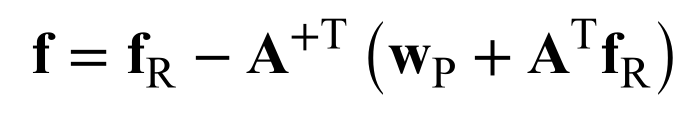 𝐟 = 𝐟_R − 𝐀^{+T} (𝐰_P + 𝐀^T 𝐟_R)